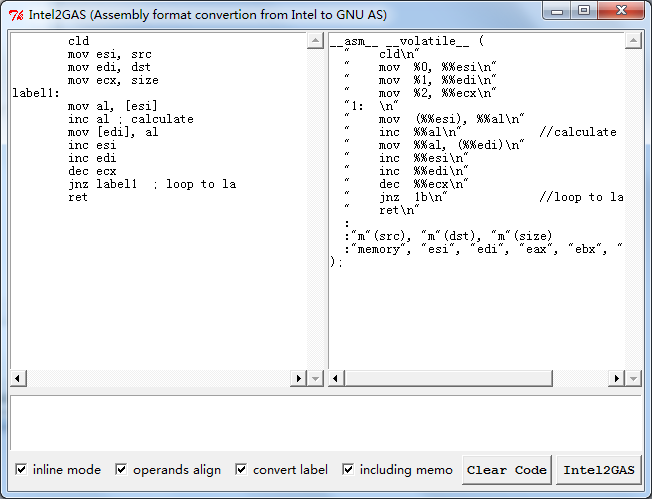 Intel2GAS (Assembly format convertion from Intel to GNU AS)
cld
mov esi, src
mov edi, dst
mov ecx, size
label1:
mov al, [esi]
inc al ; calculate
mov [edi], al
inc esi
inc edi
dec ecx
jnz label1  ; loop to la
ret
__asm__ __volatile__ (
"    cld\n"
"    mov  %0, %%esi\n"
"    mov  %1, %%edi\n"
"    mov  %2, %%ecx\n"
"1:  \n"
"    mov  (%%esi), %%al\n"
"    inc  %%al\n"           //calculate
"    mov  %%al, (%%edi)\n"
"    inc  %%esi\n"
"    inc  %%edi\n"
"    dec  %%ecx\n"
"    jnz  1b\n"             //loop to la
"    ret\n"
:
:"m"(src), "m"(dst), "m"(size)
:"memory", "esi", "edi", "eax", "ebx", "
);
inline mode
operands align
convert label
including memo
Clear Code
Intel2GAS